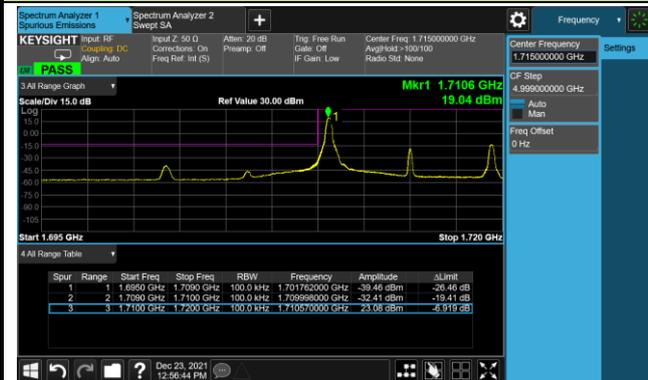 Spectrum Analyzer 1
Spurious Emissions
Spectrum Analyzer 2
Swept SA
Frequency
KEYSIGHT
Input: RF
Coupling: DC
Align: Auto
Input Z: 50 Ω
Corrections: On
Freq Ref: Int (S)
Atten: 20 dB
Preamp: Off
Trig: Free Run
Gate: Off
IF Gain: Low
Center Freq: 1.715000000 GHz
Avg|Hold:>100/100
Radio Std: None
PASS
Center Frequency
1.715000000 GHz
Settings
CF Step
4.999000000 GHz
Auto
Man
Freq Offset
0 Hz
3 All Range Graph
Mkr1 1.7106 GHz
Scale/Div 15.0 dB
Ref Value 30.00 dBm
19.04 dBm
Log
15.0
0.00
-15.0
-30.0
-45.0
-60.0
-75.0
-90.0
-105
1
Start 1.695 GHz
Stop 1.720 GHz
4 All Range Table
Spur Range Start Freq Stop Freq RBW Frequency Amplitude ΔLimit
1 1 1.6950 GHz 1.7090 GHz 100.0 kHz 1.701762000 GHz -39.46 dBm -26.46 dB
2 2 1.7090 GHz 1.7100 GHz 100.0 kHz 1.709998000 GHz -32.41 dBm -19.41 dB
3 3 1.7100 GHz 1.7200 GHz 100.0 kHz 1.710570000 GHz 23.08 dBm -6.919 dB
Dec 23, 2021
12:56:44 PM